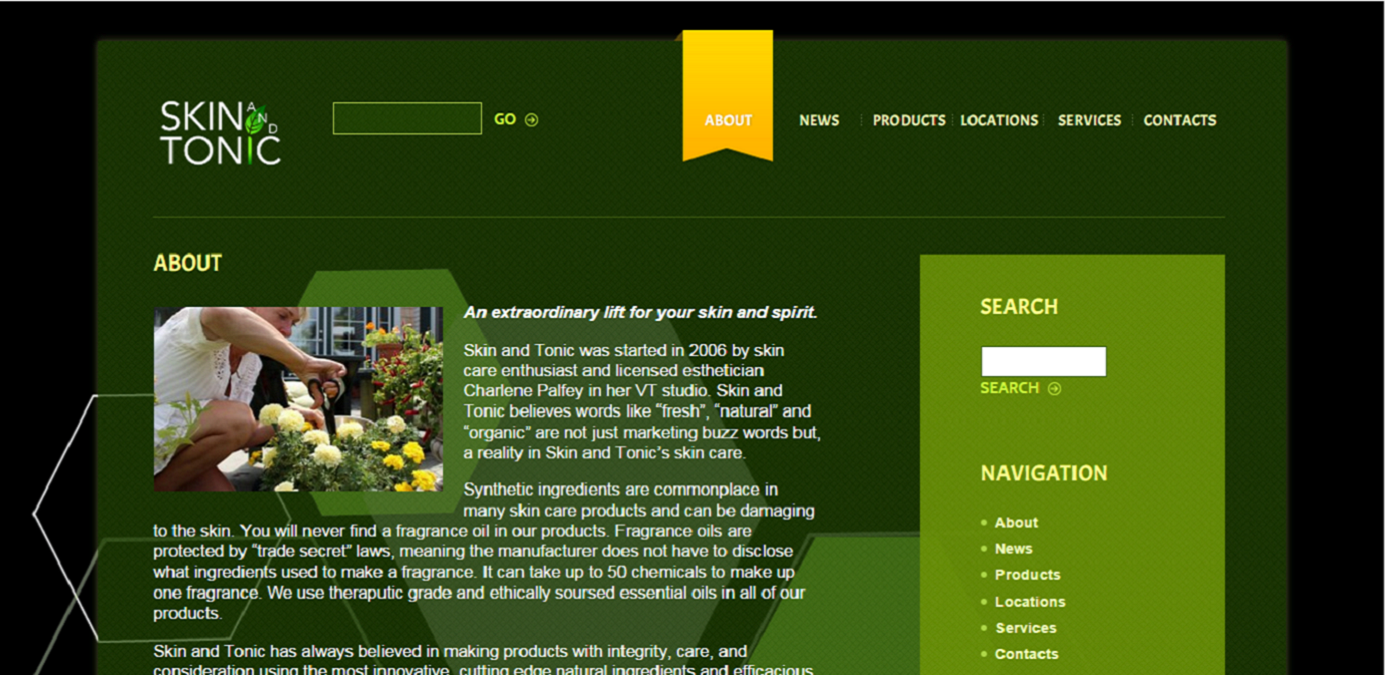 SKIN AND
TONIC
GO
ABOUT
NEWS
PRODUCTS
LOCATIONS
SERVICES
CONTACTS
ABOUT
An extraordinary lift for your skin and spirit.
Skin and Tonic was started in 2006 by skin
care enthusiast and licensed esthetician
Charlene Palfey in her VT studio. Skin and
Tonic believes words like “fresh”, “natural” and
“organic” are not just marketing buzz words but,
a reality in Skin and Tonic’s skin care.
Synthetic ingredients are commonplace in
many skin care products and can be damaging
to the skin. You will never find a fragrance oil in our products. Fragrance oils are
protected by “trade secret” laws, meaning the manufacturer does not have to disclose
what ingredients used to make a fragrance. It can take up to 50 chemicals to make up
one fragrance. We use theraputic grade and ethically soursed essential oils in all of our
products.
Skin and Tonic has always believed in making products with integrity, care, and
consideration using the most innovative, cutting edge natural ingredients and efficacious
SEARCH
SEARCH
NAVIGATION
About
News
Products
Locations
Services
Contacts